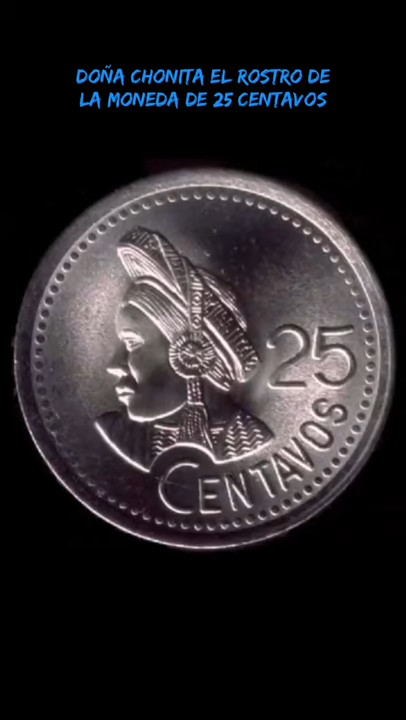 DOÑA CHONITA EL ROSTRO DE
LA MONEDA DE 25 CENTAVOS
25
CENTAVOS